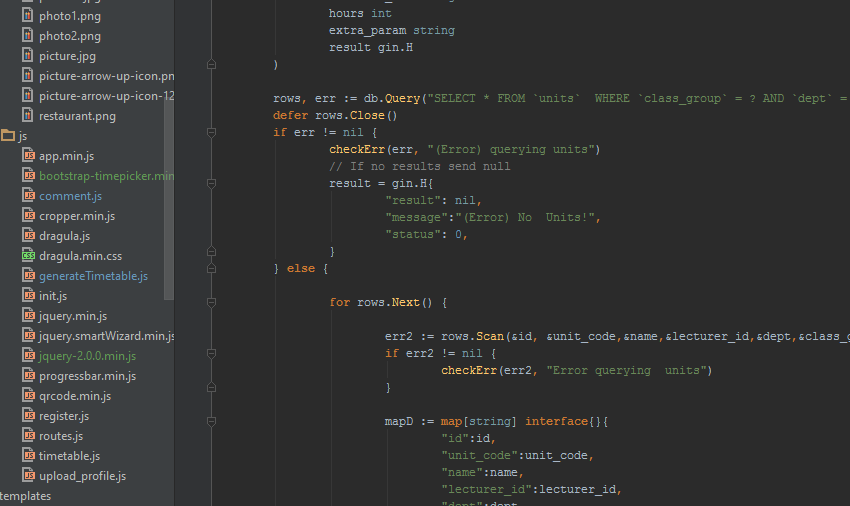 photo1.png
photo2.png
picture.jpg
picture-arrow-up-icon.pn
picture-arrow-up-icon-12
restaurant.png
js
app.min.js
bootstrap-timepicker.min
comment.js
cropper.min.js
dragula.js
dragula.min.css
generateTimetable.js
init.js
jquery.min.js
jquery.smartWizard.min.js
jquery-2.0.0.min.js
progressbar.min.js
qrcode.min.js
register.js
routes.js
timetable.js
upload_profile.js
templates
hours int
extra_param string
result gin.H
)
rows, err := db.Query("SELECT * FROM `units`  WHERE `class_group` = ? AND `dept` =
defer rows.Close()
if err != nil {
checkErr(err, "(Error) querying units")
// If no results send null
result = gin.H{
"result": nil,
"message":"(Error) No  Units!",
"status": 0,
}
} else {
for rows.Next() {
err2 := rows.Scan(&id, &unit_code,&name,&lecturer_id,&dept,&class_g
if err2 != nil {
checkErr(err2, "Error querying  units")
}
mapD := map[string] interface{}{
"id":id,
"unit_code":unit_code,
"name":name,
"lecturer_id":lecturer_id,
"dept":dept,